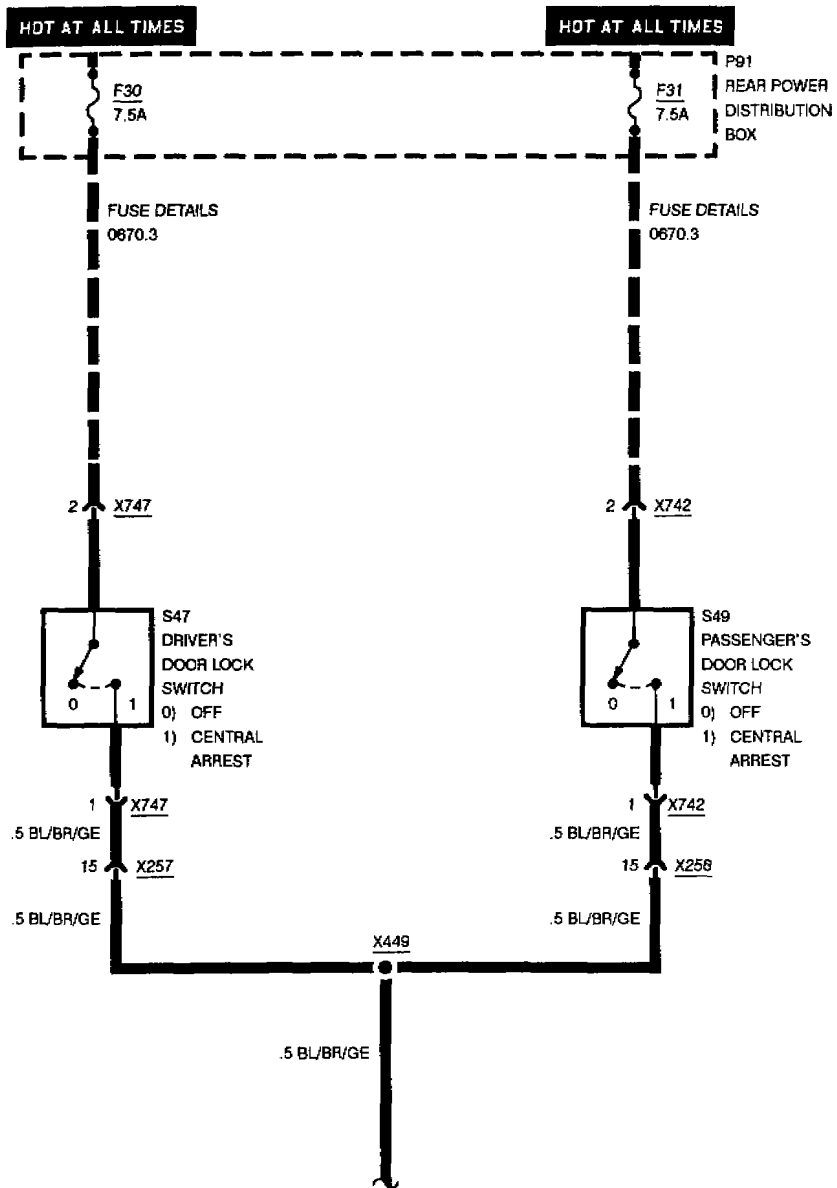 HOT AT ALL TIMES
HOT AT ALL TIMES
F30
7.5A
F31
7.5A
P91
REAR POWER
DISTRIBUTION
BOX
FUSE DETAILS
0670.3
FUSE DETAILS
0670.3
2 X747
2 X742
0 1
S47
DRIVER'S
DOOR LOCK
SWITCH
0) OFF
1) CENTRAL
ARREST
0 1
S49
PASSENGER'S
DOOR LOCK
SWITCH
0) OFF
1) CENTRAL
ARREST
1 X747
1 X742
.5 BL/BR/GE
.5 BL/BR/GE
15 X257
15 X258
.5 BL/BR/GE
.5 BL/BR/GE
X449
.5 BL/BR/GE